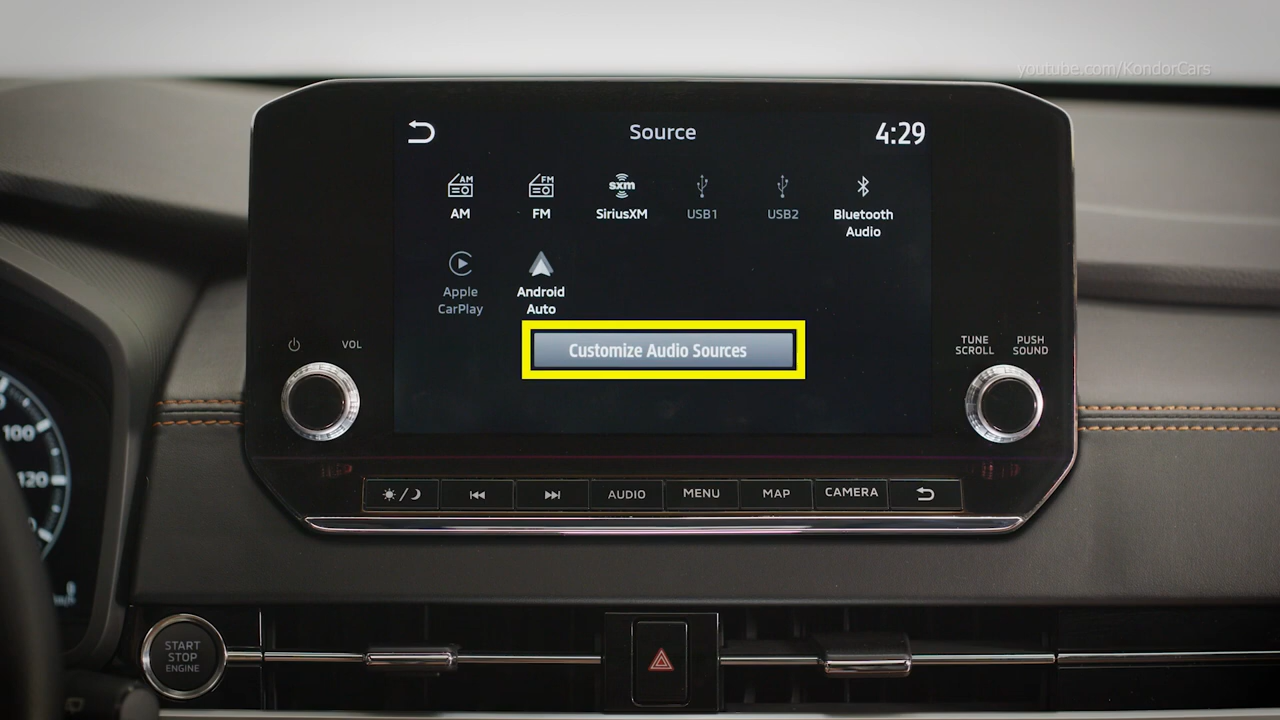 youtube.com/KondorCars
Source
4:29
AM
FM
sxm
AM
FM
SiriusXM
USB1
USB2
Bluetooth
Audio
Apple
CarPlay
Android
Auto
Customize Audio Sources
VOL
TUNE
SCROLL
PUSH
SOUND
100
120
AUDIO
MENU
MAP
CAMERA
START
STOP
ENGINE